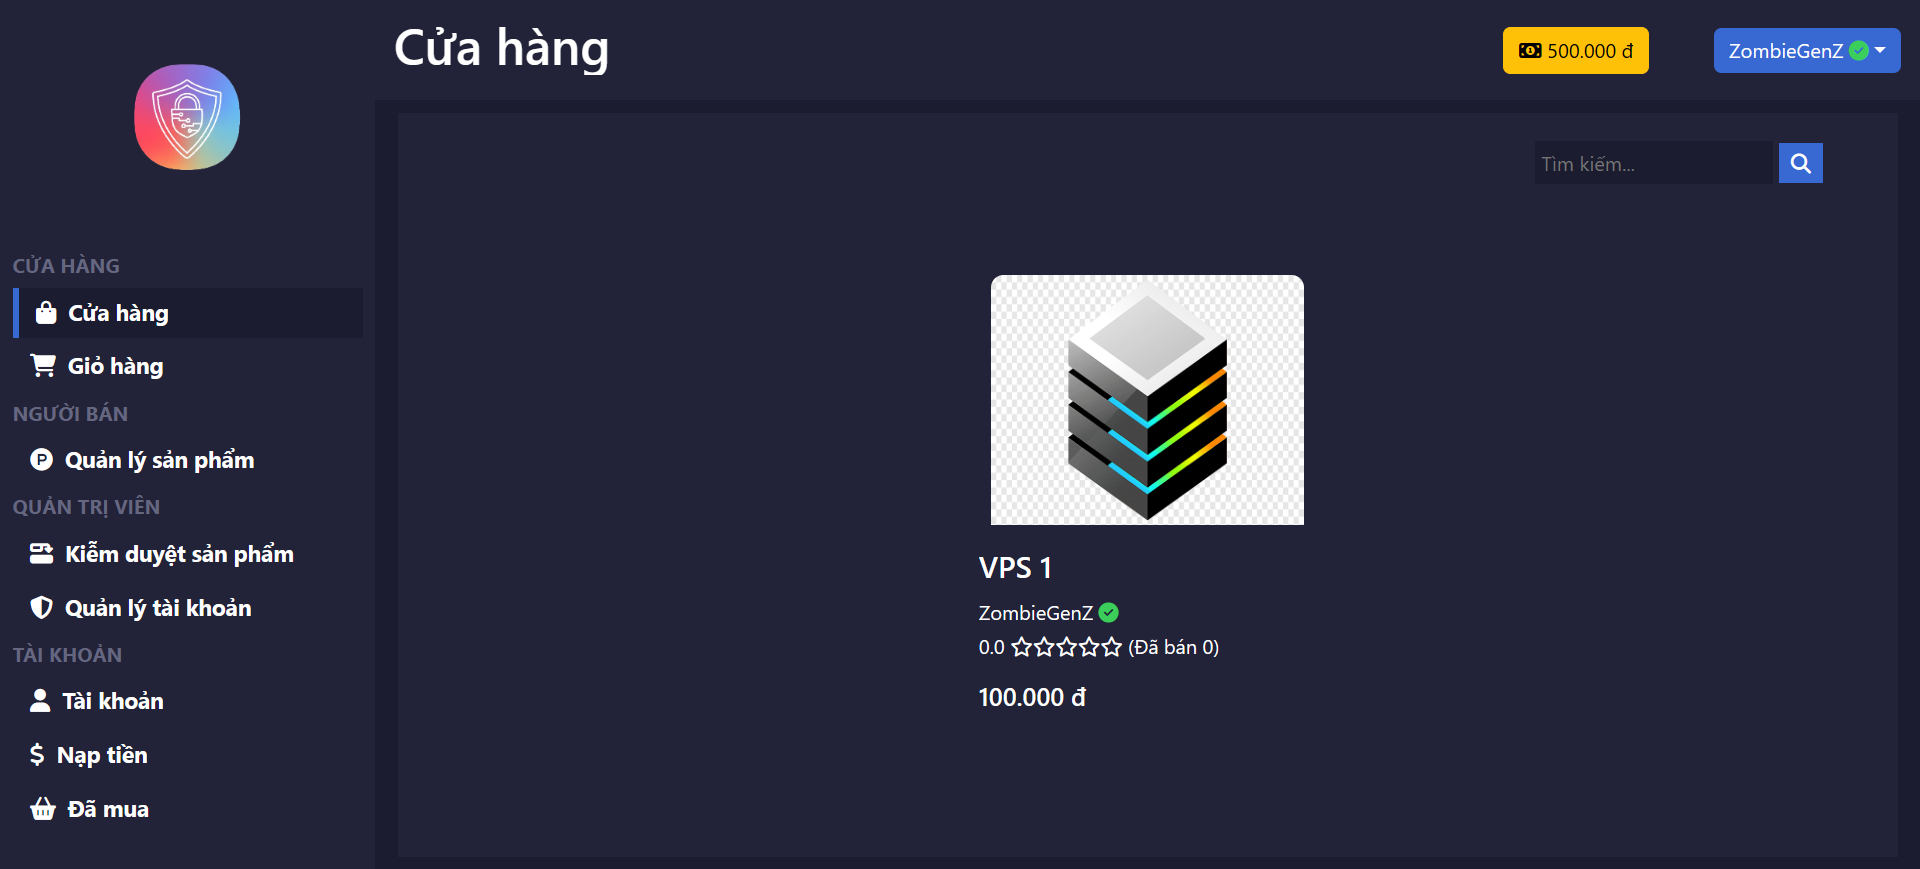 Cửa hàng
500.000 đ
ZombieGenZ
Tìm kiếm...
CỬA HÀNG
Cửa hàng
Giỏ hàng
NGƯỜI BÁN
Quản lý sản phẩm
QUẢN TRỊ VIÊN
Kiễm duyệt sản phẩm
Quản lý tài khoản
TÀI KHOẢN
Tài khoản
Nạp tiền
Đã mua
VPS 1
ZombieGenZ
0.0 (Đã bán 0)
100.000 đ